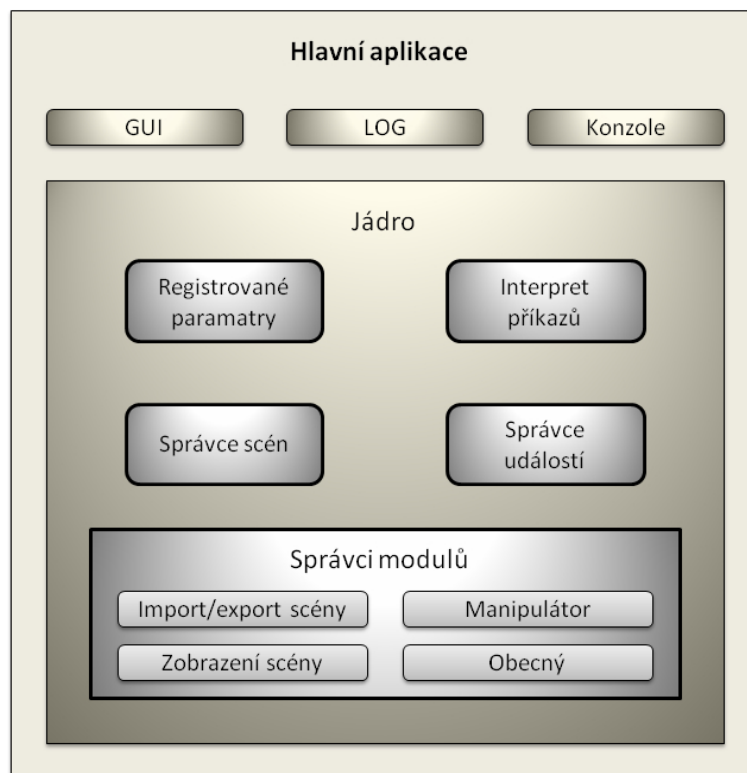 Hlavní aplikace
GUI
LOG
Konzole
Jádro
Registrované
paramatry
Interpret
příkazů
Správce scén
Správce
událostí
Správci modulů
Import/export scény
Manipulátor
Zobrazení scény
Obecný